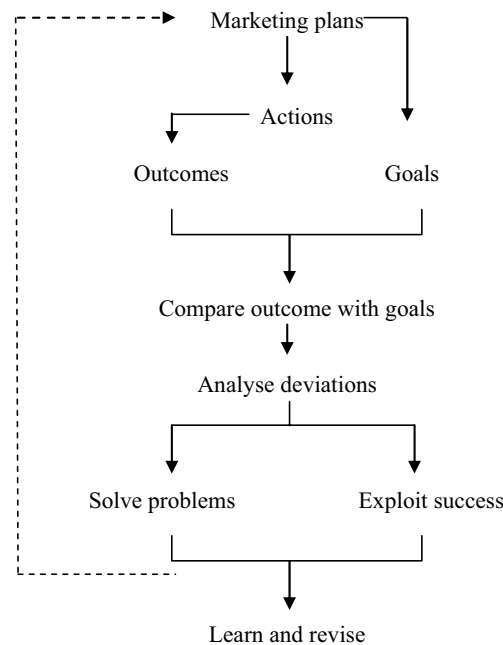 Marketing plans
Actions
Outcomes
Goals
Compare outcome with goals
Analyse deviations
Solve problems
Exploit success
Learn and revise